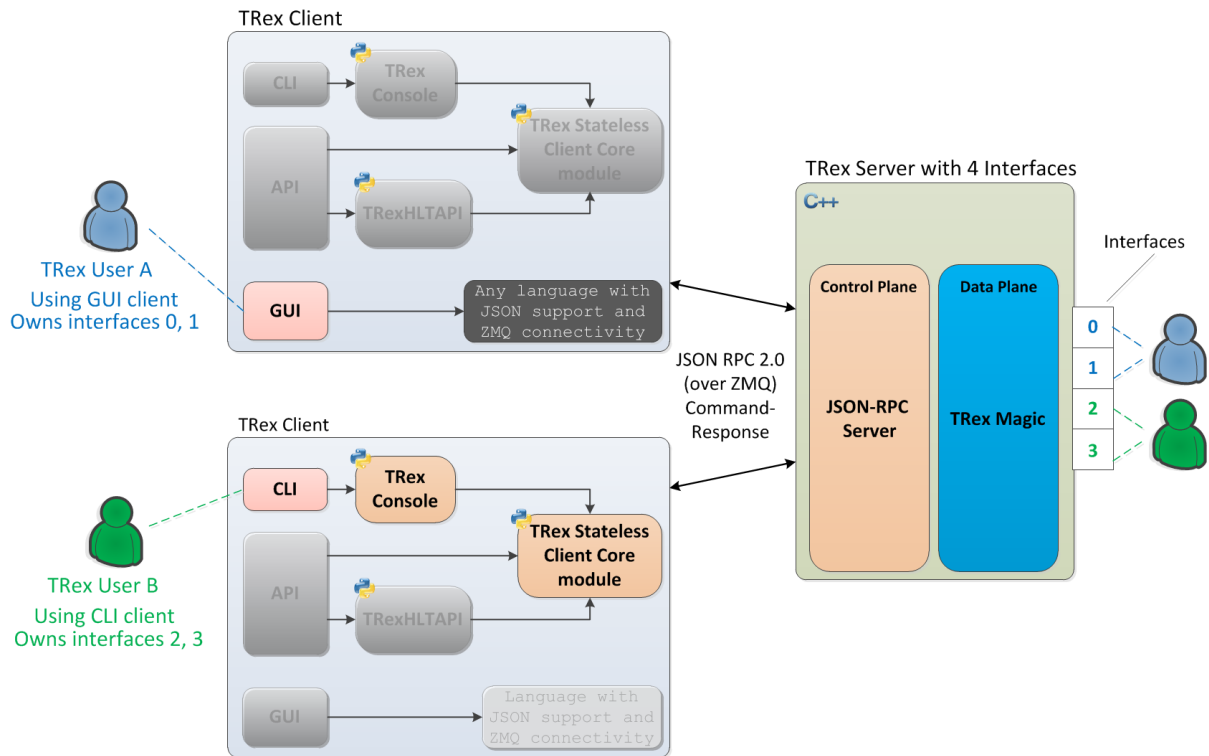 TRex Client
CLI
TRex
Console
TRex Stateless
Client Core
module
API
TRexHLTAPI
GUI
Any language with
JSON support and
ZMQ connectivity
TRex User A
Using GUI client
Owns interfaces 0, 1
TRex Client
CLI
TRex
Console
TRex Stateless
Client Core
module
API
TRexHLTAPI
GUI
Language with
JSON support and
ZMQ connectivity
TRex User B
Using CLI client
Owns interfaces 2, 3
JSON RPC 2.0
(over ZMQ)
Command-
Response
TRex Server with 4 Interfaces
C++
Control Plane
JSON-RPC
Server
Data Plane
TRex Magic
Interfaces
0
1
2
3